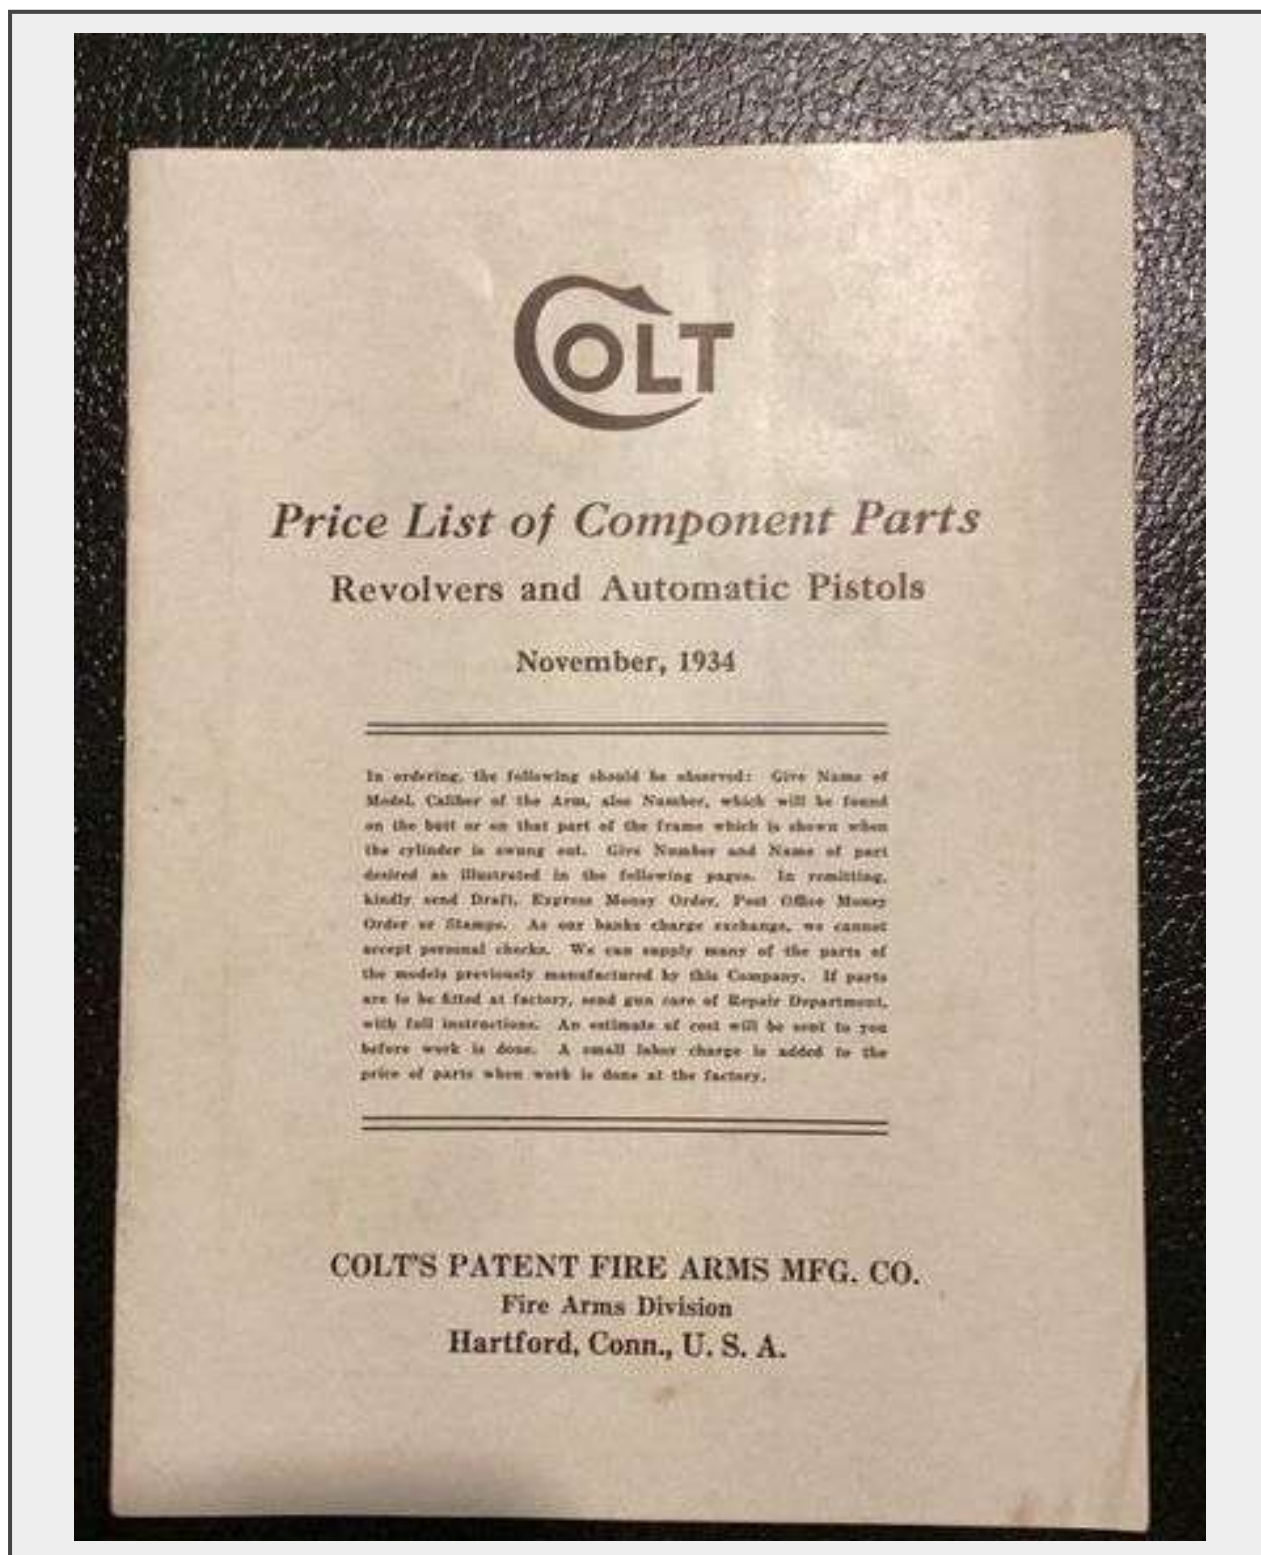 COLT
Price List of Component Parts
Revolvers and Automatic Pistols
November, 1934
In ordering, the following should be observed: Give Name of
Model, Caliber of the Arm, also Number, which will be found
on the butt or on that part of the frame which is shown when
the cylinder is swung out. Give Number and Name of part
desired as illustrated in the following pages. In remitting,
kindly send Draft, Express Money Order, Post Office Money
Order or Stamps. As our banks charge exchange, we cannot
accept personal checks. We can supply many of the parts of
the models previously manufactured by this Company. If parts
are to be fitted at factory, send gun care of Repair Department,
with full instructions. An estimate of cost will be sent to you
before work is done. A small labor charge is added to the
price of parts when work is done at the factory.
COLT'S PATENT FIRE ARMS MFG. CO.
Fire Arms Division
Hartford, Conn., U. S. A.